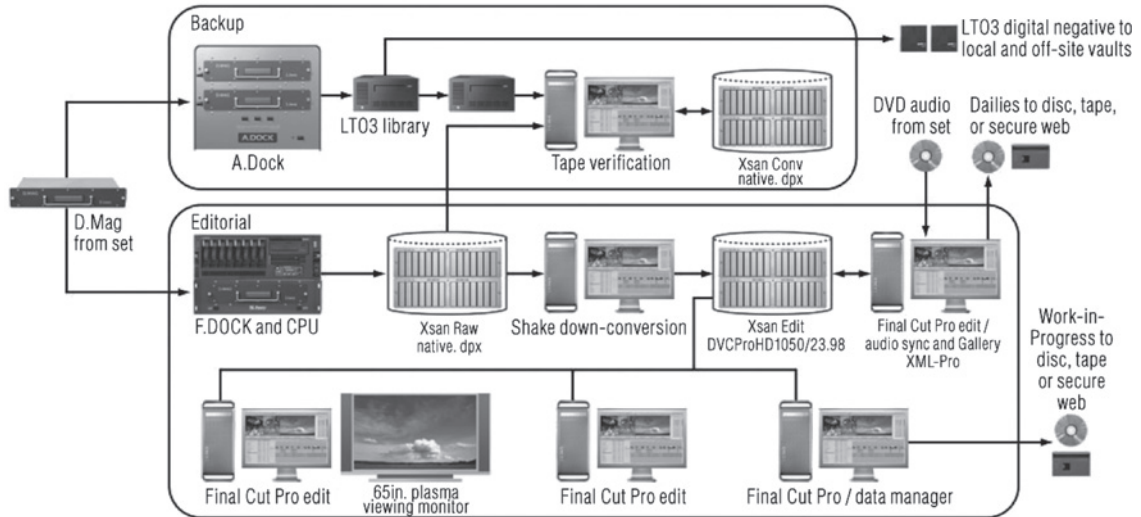 Backup
A.DOCK
A.Dock
LTO3 library
Tape verification
Xsan Conv
native. dpx
LTO3 digital negative to
local and off-site vaults
DVD audio
from set
Dailies to disc, tape,
or secure web
D.Mag
from set
Editorial
F.DOCK and CPU
Xsan Raw
native. dpx
Shake down-conversion
Xsan Edit
DVCProHD1050/23.98
Final Cut Pro edit /
audio sync and Gallery
XML-Pro
Work-in-
Progress to
disc, tape
or secure
web
Final Cut Pro edit
65in. plasma
viewing monitor
Final Cut Pro edit
Final Cut Pro / data manager